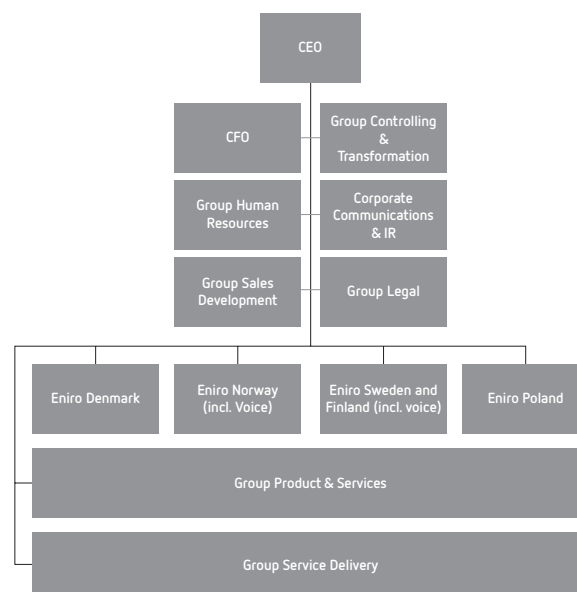 CEO
CFO
Group Controlling
&
Transformation
Group Human
Resources
Corporate
Communications
& IR
Group Sales
Development
Group Legal
Eniro Denmark
Eniro Norway
(incl. Voice)
Eniro Sweden and
Finland (incl. voice)
Eniro Poland
Group Product & Services
Group Service Delivery